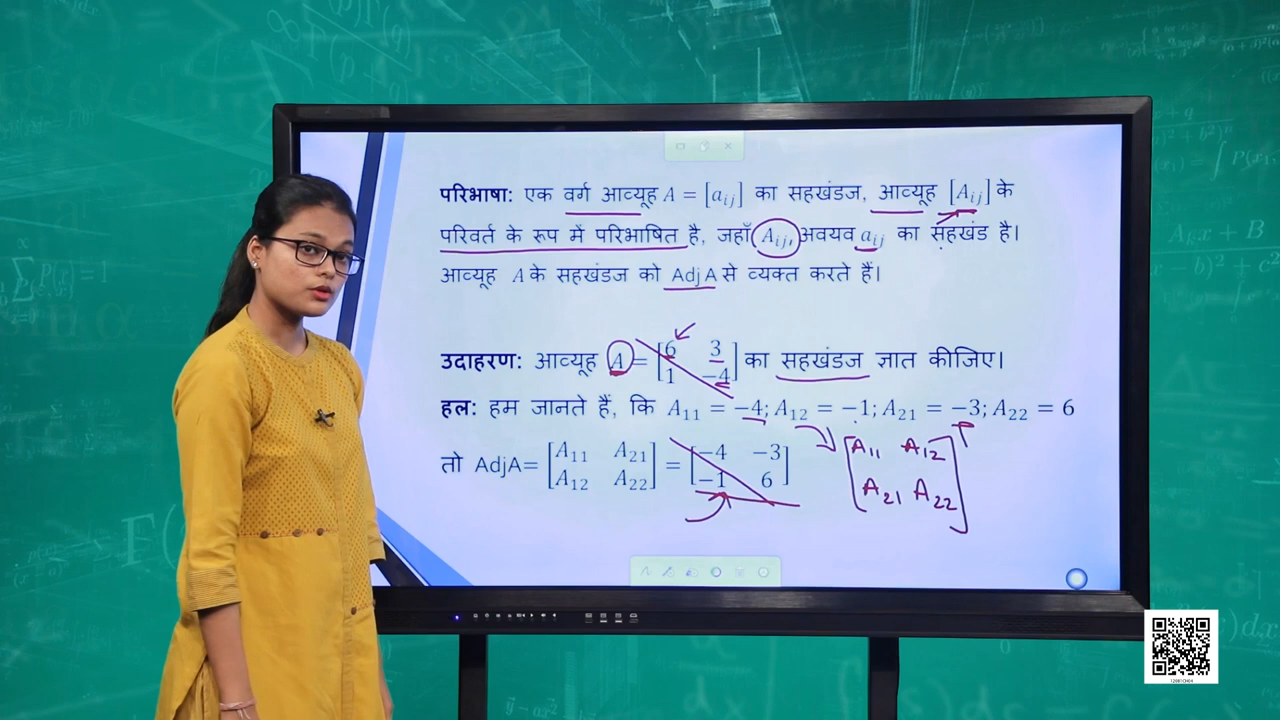 परिभाषा: एक वर्ग आव्यूह A = [aij] का सहखंडज, आव्यूह [Aij] के
परिवर्त के रूप में परिभाषित है, जहाँ Aij, अवयव aij का सहखंड है।
आव्यूह A के सहखंडज को AdjA से व्यक्त करते हैं।
उदाहरण: आव्यूह A = [6 3
1 -4] का सहखंडज ज्ञात कीजिए।
हल: हम जानते हैं, कि A11 = -4; A12 = -1; A21 = -3; A22 = 6
तो AdjA= [A11 A21
A12 A22] = [-4 -3
-1 6]
[A11 A12
A21 A22]